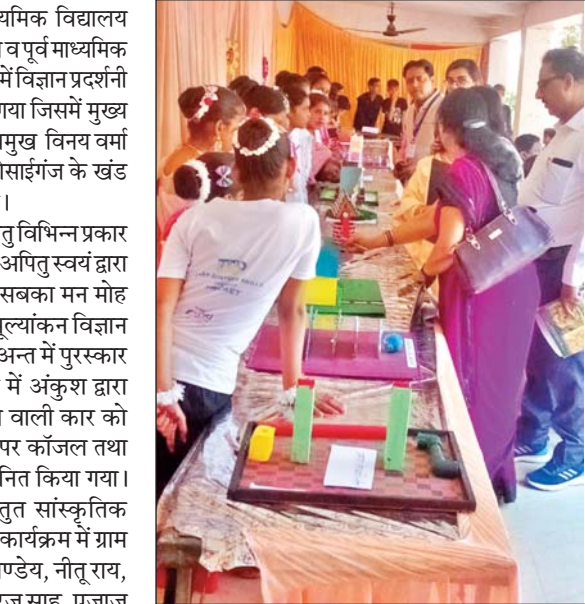 यमिक विद्यालय
व पूर्व माध्यमिक
में विज्ञान प्रदर्शनी
गया जिसमें मुख्य
मुख विनय वर्मा
ोसाईगंज के खंड
।
तु विभिन्न प्रकार
अपितु स्वयं द्वारा
सबका मन मोह
ूल्यांकन विज्ञान
अन्त में पुरस्कार
में अंकुश द्वारा
वाली कार को
पर कॉजल तथा
नित किया गया।
तुत सांस्कृतिक
कार्यक्रम में ग्राम
ाण्डेय, नीतू राय,